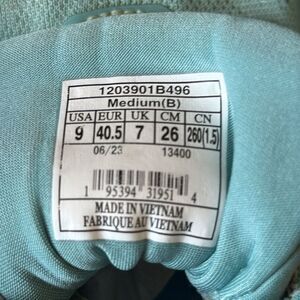 1203901B496
Medium(B)
USA EUR UK CM CN
9 40.5 7 26 260(1.5)
06/23 13400
1 95394 31951 4
MADE IN VIETNAM
FABRIQUE AU VIETNAM